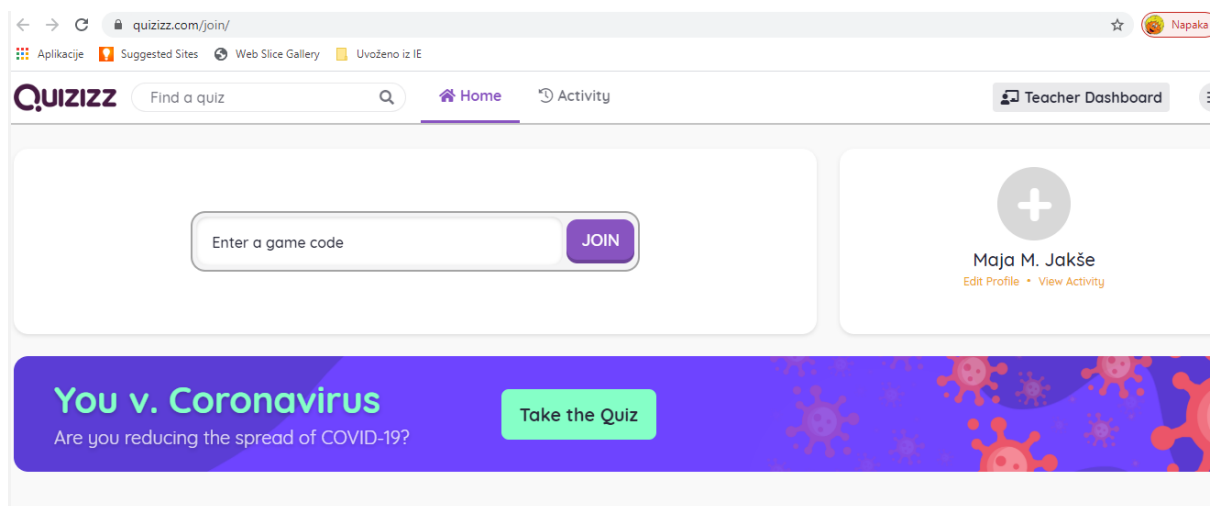 quizizz.com/join/
Napaka
Aplikacije Suggested Sites Web Slice Gallery Uvoženo iz IE
QUIZIZZ Find a quiz Home Activity Teacher Dashboard
Enter a game code JOIN
Maja M. Jakše
Edit Profile • View Activity
You v. Coronavirus
Are you reducing the spread of COVID-19?
Take the Quiz